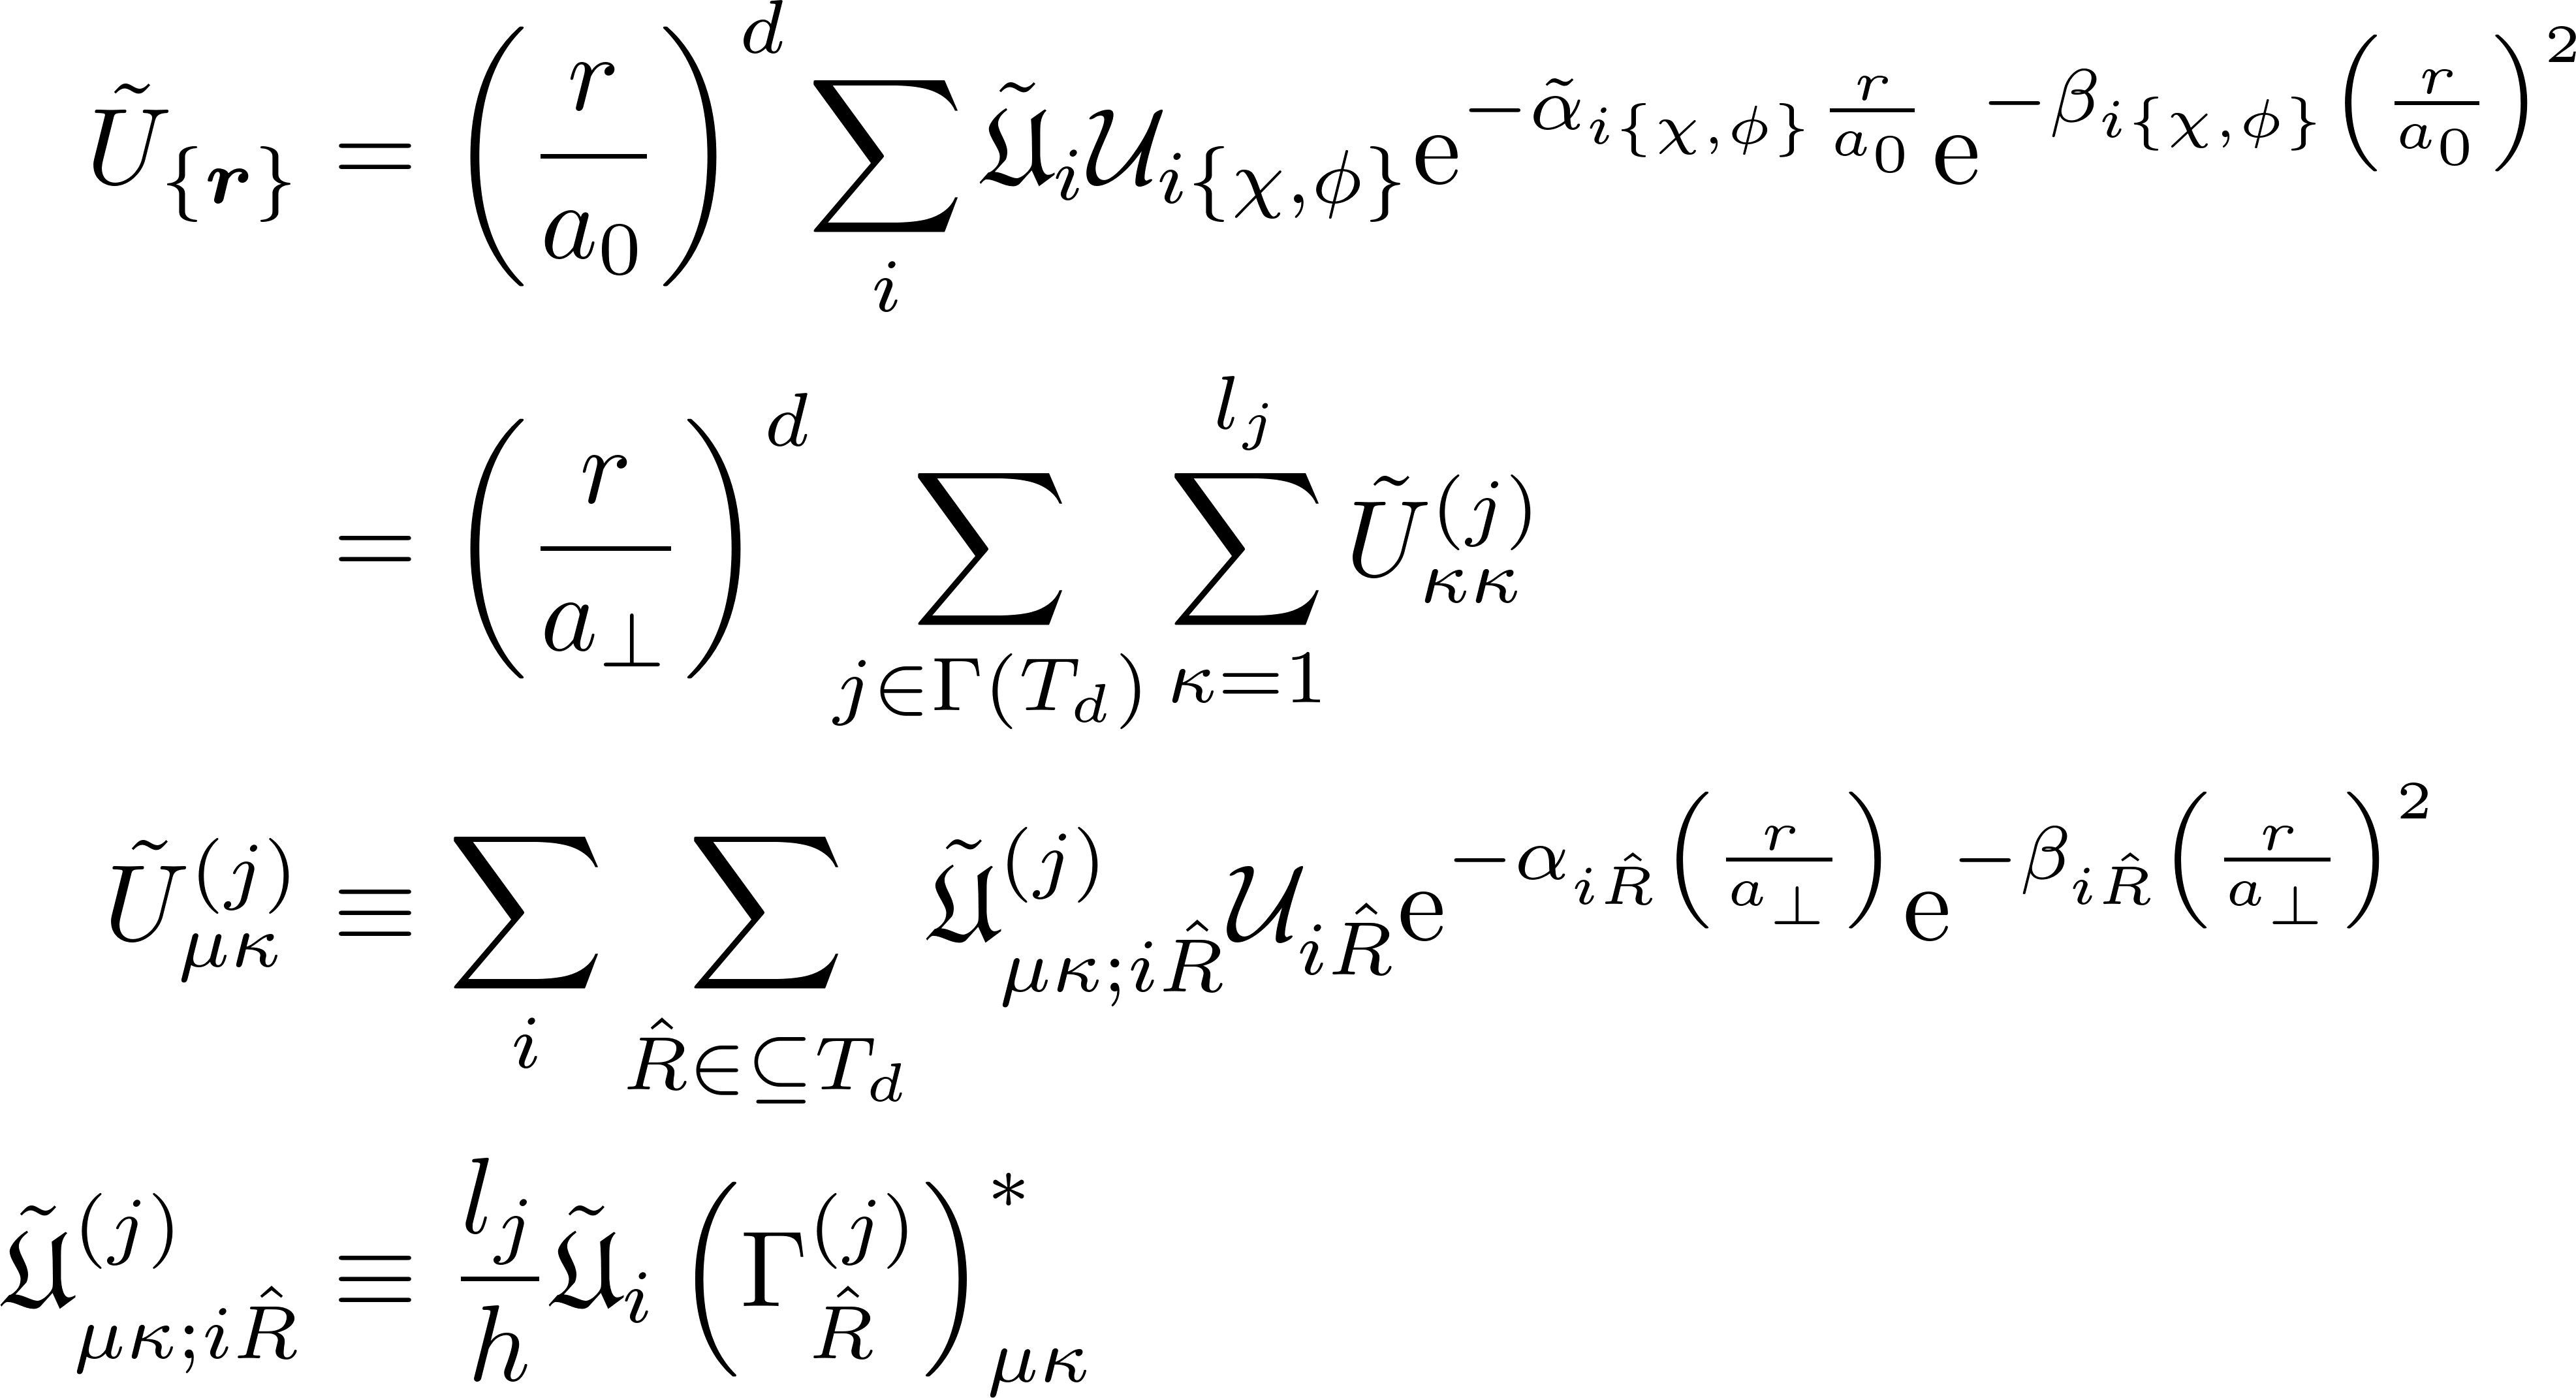 \tilde{U}_{\{\boldsymbol{r}\}} = \left(\frac{r}{a_0}\right)^d \sum_i \tilde{\mathfrak{U}}_i \mathcal{U}_{i\{\chi,\phi\}} \mathrm{e}^{-\tilde{\alpha}_{i\{\chi,\phi\}} \frac{r}{a_0}} \mathrm{e}^{-\beta_{i\{\chi,\phi\}} \left(\frac{r}{a_0}\right)^2}
= \left(\frac{r}{a_\perp}\right)^d \sum_{j \in \Gamma(T_d)} \sum_{\kappa=1}^{l_j} \tilde{U}_{\kappa\kappa}^{(j)}
\tilde{U}_{\mu\kappa}^{(j)} \equiv \sum_i \sum_{\hat{R} \in \subseteq T_d} \tilde{\mathfrak{U}}_{\mu\kappa;i\hat{R}}^{(j)} \mathcal{U}_{i\hat{R}} \mathrm{e}^{-\alpha_{i\hat{R}} \left(\frac{r}{a_\perp}\right)} \mathrm{e}^{-\beta_{i\hat{R}} \left(\frac{r}{a_\perp}\right)^2}
\tilde{\mathfrak{U}}_{\mu\kappa;i\hat{R}}^{(j)} \equiv \frac{l_j}{h} \tilde{\mathfrak{U}}_i \left(\Gamma_{\hat{R}}^{(j)}\right)_{\mu\kappa}^*